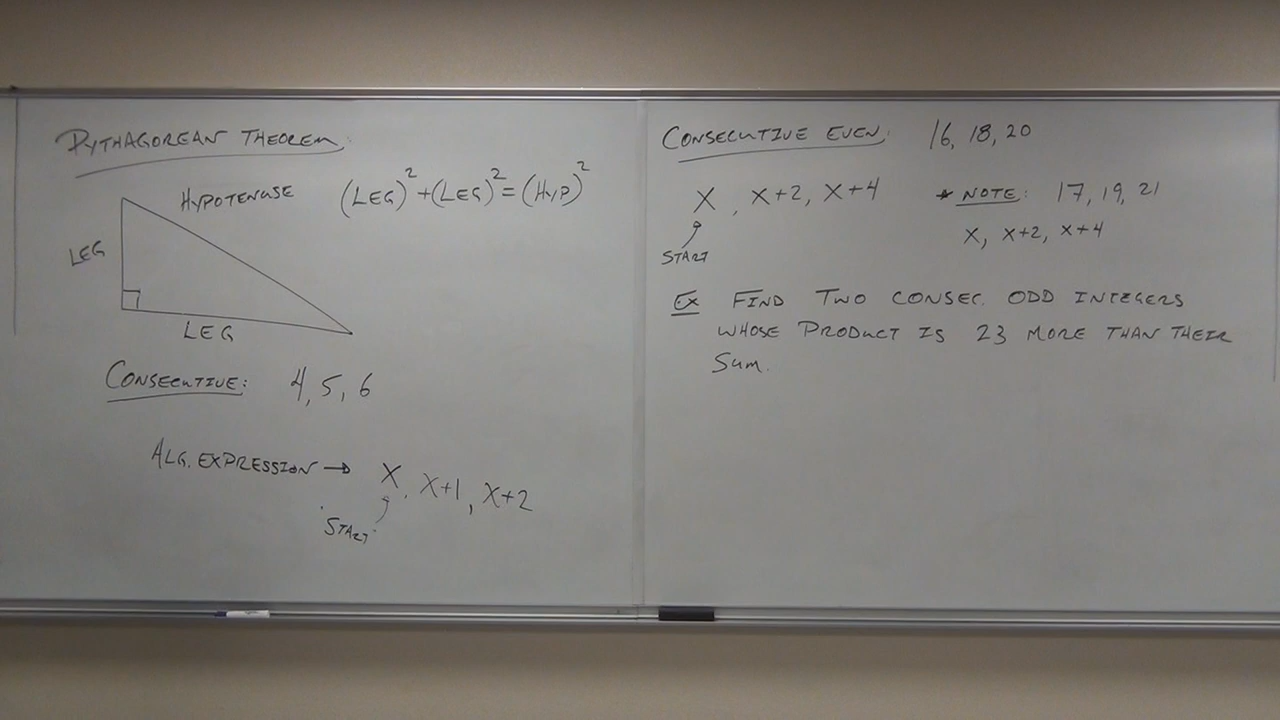 PYTHAGOREAN THEOREM:
HYPOTENUSE
(LEG)² + (LEG)² = (HYP)²
LEG
LEG
CONSECUTIVE: 4, 5, 6
ALG. EXPRESSION → X, X+1, X+2
"START"
CONSECUTIVE EVEN: 16, 18, 20
X, X+2, X+4
START
* NOTE: 17, 19, 21
X, X+2, X+4
EX FIND TWO CONSEC. ODD INTEGERS
WHOSE PRODUCT IS 23 MORE THAN THEIR
SUM.